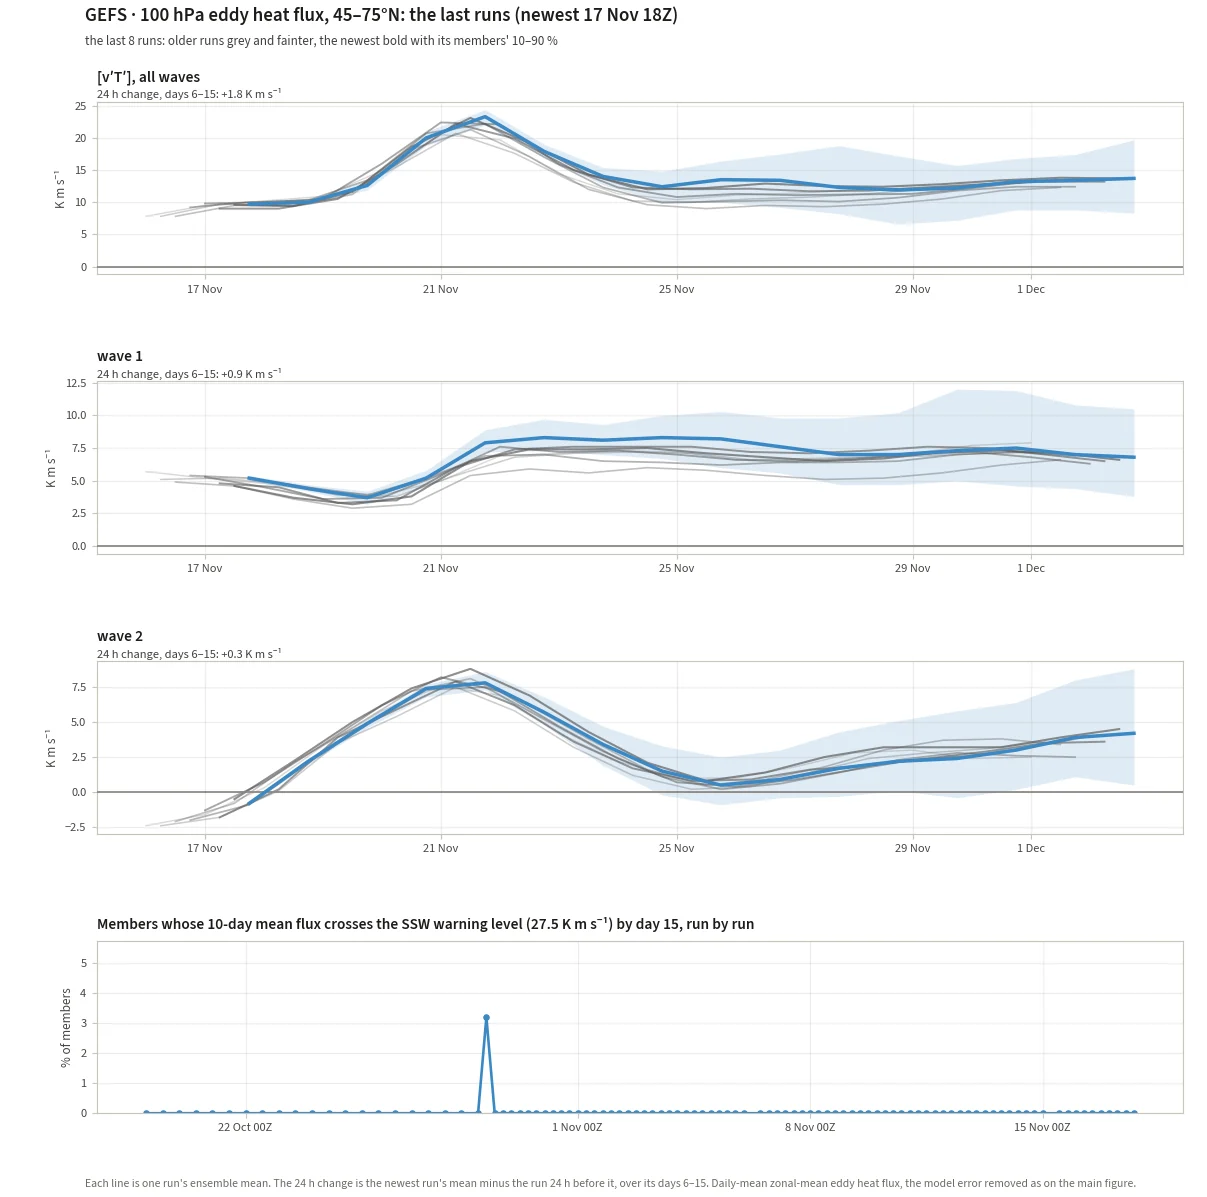 GEFS · 100 hPa eddy heat flux, 45–75°N: the last runs (newest 17 Nov 18Z)
the last 8 runs: older runs grey and fainter, the newest bold with its members' 10–90 %
[v′T′], all waves
24 h change, days 6–15: +1.8 K m s⁻¹
25
20
15
10
5
0
K m s⁻¹
17 Nov 21 Nov 25 Nov 29 Nov 1 Dec
wave 1
24 h change, days 6–15: +0.9 K m s⁻¹
12.5
10.0
7.5
5.0
2.5
0.0
K m s⁻¹
17 Nov 21 Nov 25 Nov 29 Nov 1 Dec
wave 2
24 h change, days 6–15: +0.3 K m s⁻¹
7.5
5.0
2.5
0.0
−2.5
K m s⁻¹
17 Nov 21 Nov 25 Nov 29 Nov 1 Dec
Members whose 10-day mean flux crosses the SSW warning level (27.5 K m s⁻¹) by day 15, run by run
5
4
3
2
1
0
% of members
22 Oct 00Z 1 Nov 00Z 8 Nov 00Z 15 Nov 00Z
Each line is one run's ensemble mean. The 24 h change is the newest run's mean minus the run 24 h before it, over its days 6–15. Daily-mean zonal-mean eddy heat flux, the model error removed as on the main figure.